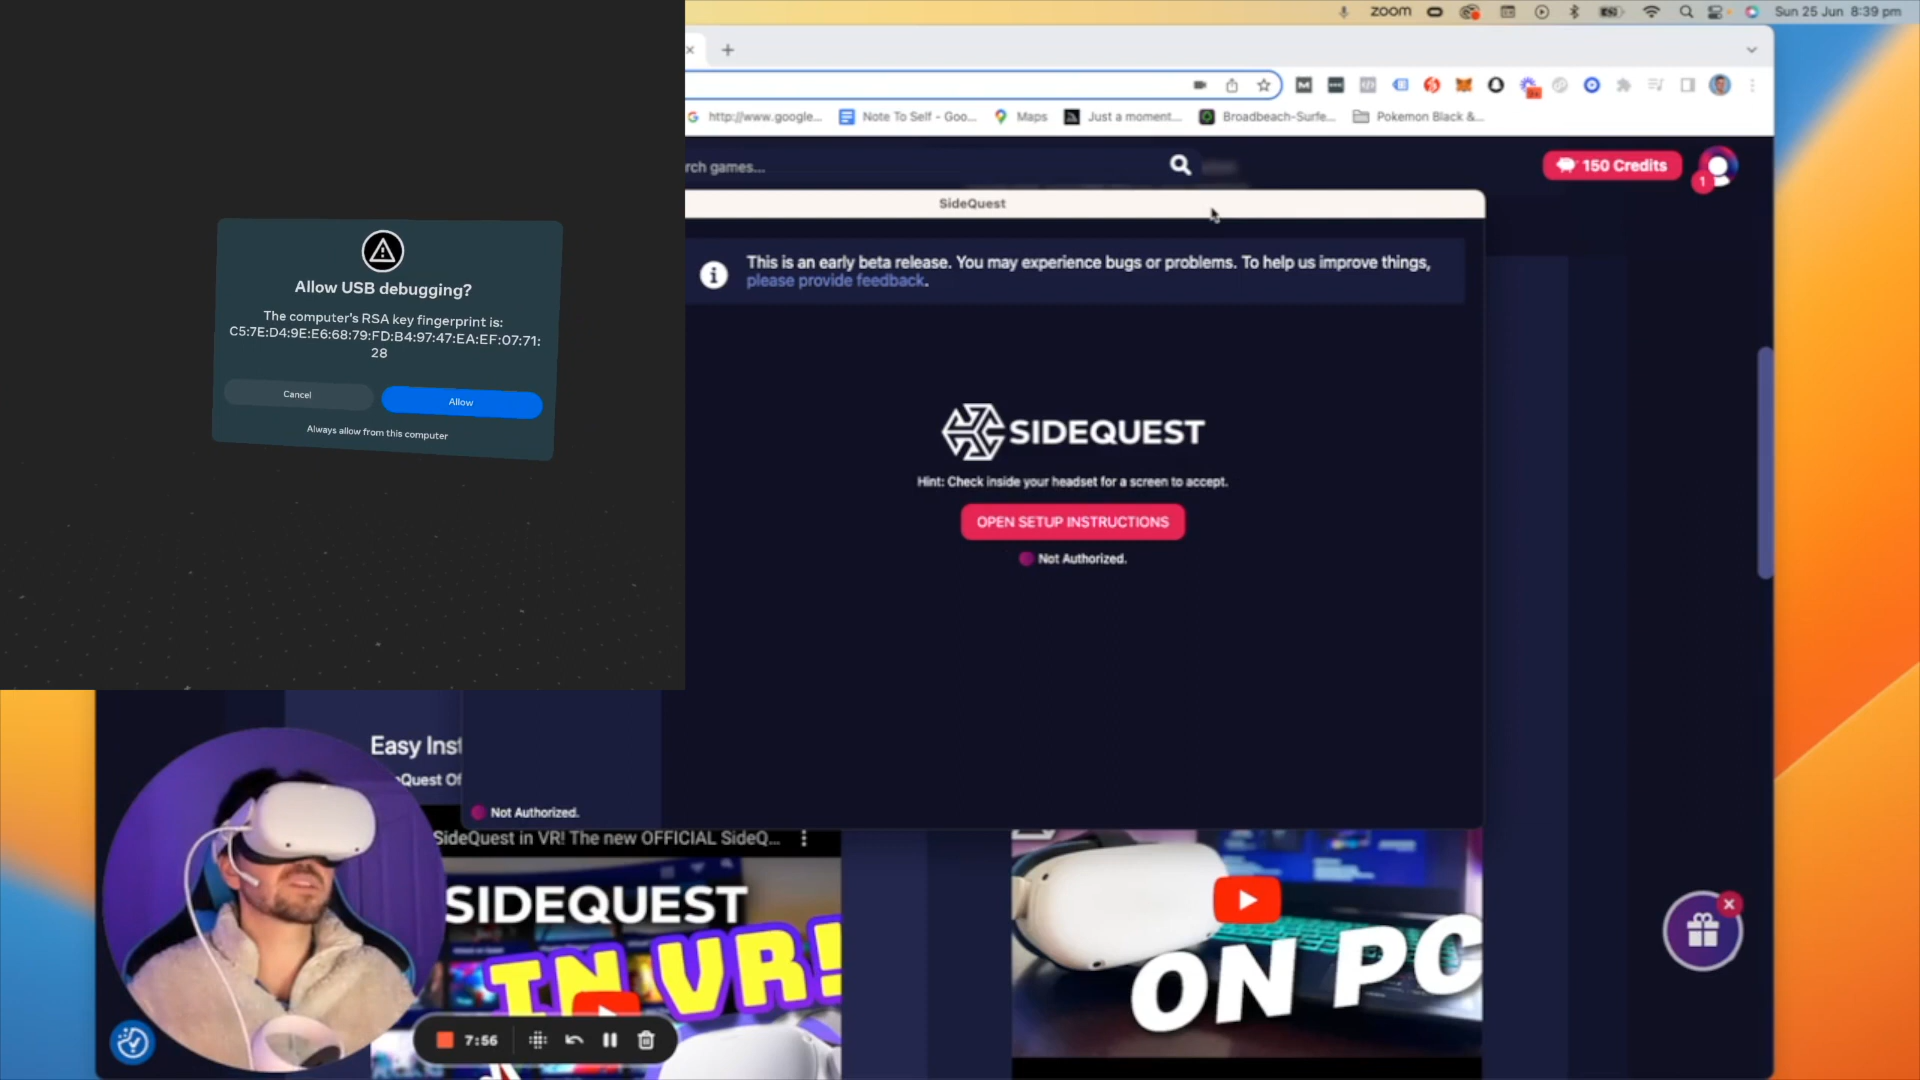 zoom
Sun 25 Jun 8:39 pm
http://www.google...
Note To Self - Goo...
Maps
Just a moment...
Broadbeach-Surfe...
Pokemon Black &...
rch games...
150 Credits
1
SideQuest
This is an early beta release. You may experience bugs or problems. To help us improve things,
please provide feedback.
Allow USB debugging?
The computer's RSA key fingerprint is:
C5:7E:D4:9E:E6:68:79:FD:B4:97:47:EA:EF:07:71:
28
Cancel
Allow
Always allow from this computer
SIDEQUEST
Hint: Check inside your headset for a screen to accept.
OPEN SETUP INSTRUCTIONS
Not Authorized.
Easy Inst
Quest Of
Not Authorized.
SideQuest in VR! The new OFFICIAL SideQ...
SIDEQUEST
IN VR!
ON PC
7:56